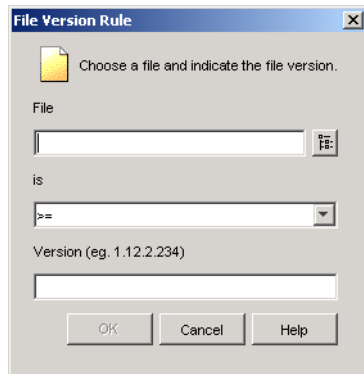 File Version Rule
Choose a file and indicate the file version.
File
is
>=
Version (eg. 1.12.2.234)
OK
Cancel
Help